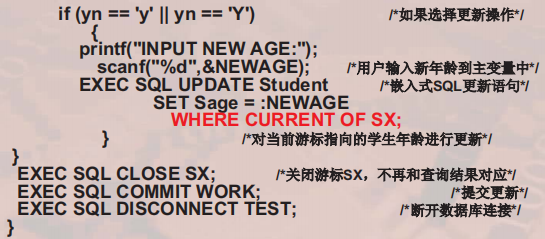 if (yn == 'y' || yn == 'Y') /*如果选择更新操作*/
{
printf("INPUT NEW AGE:");
scanf("%d",&NEWAGE); /*用户输入新年龄到主变量中*/
EXEC SQL UPDATE Student /*嵌入式SQL更新语句*/
SET Sage = :NEWAGE
WHERE CURRENT OF SX;
} /*对当前游标指向的学生年龄进行更新*/
}
EXEC SQL CLOSE SX; /*关闭游标SX，不再和查询结果对应*/
EXEC SQL COMMIT WORK; /*提交更新*/
EXEC SQL DISCONNECT TEST; /*断开数据库连接*/
}